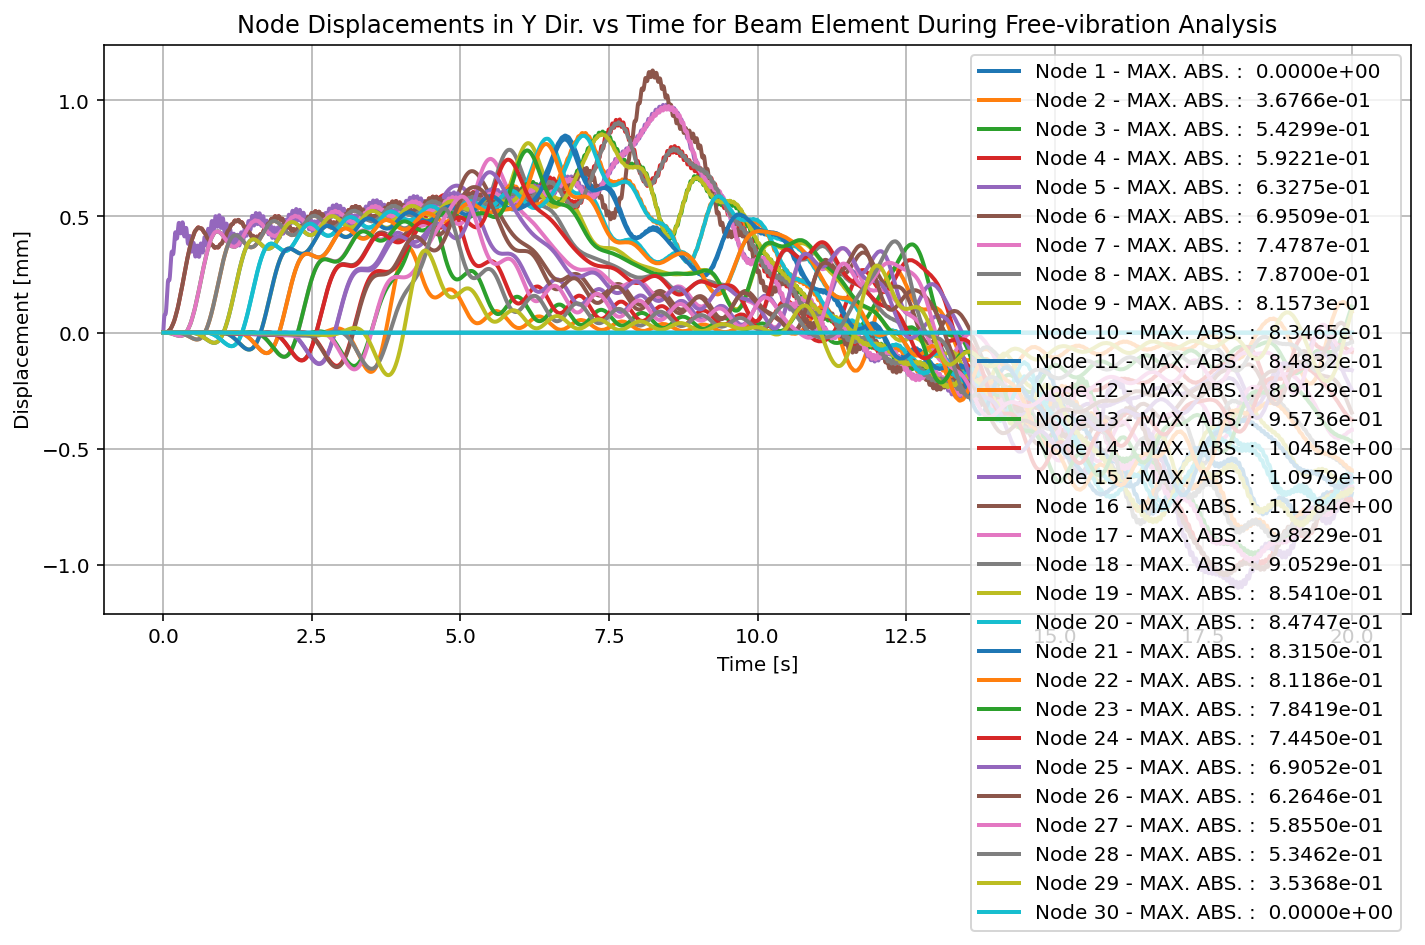 Node Displacements in Y Dir. vs Time for Beam Element During Free-vibration Analysis
Displacement [mm]
1.0
0.5
0.0
−0.5
−1.0
0.0 2.5 5.0 7.5 10.0 12.5 15.0 17.5 20.0
Time [s]
Node 1 - MAX. ABS. : 0.0000e+00
Node 2 - MAX. ABS. : 3.6766e-01
Node 3 - MAX. ABS. : 5.4299e-01
Node 4 - MAX. ABS. : 5.9221e-01
Node 5 - MAX. ABS. : 6.3275e-01
Node 6 - MAX. ABS. : 6.9509e-01
Node 7 - MAX. ABS. : 7.4787e-01
Node 8 - MAX. ABS. : 7.8700e-01
Node 9 - MAX. ABS. : 8.1573e-01
Node 10 - MAX. ABS. : 8.3465e-01
Node 11 - MAX. ABS. : 8.4832e-01
Node 12 - MAX. ABS. : 8.9129e-01
Node 13 - MAX. ABS. : 9.5736e-01
Node 14 - MAX. ABS. : 1.0458e+00
Node 15 - MAX. ABS. : 1.0979e+00
Node 16 - MAX. ABS. : 1.1284e+00
Node 17 - MAX. ABS. : 9.8229e-01
Node 18 - MAX. ABS. : 9.0529e-01
Node 19 - MAX. ABS. : 8.5410e-01
Node 20 - MAX. ABS. : 8.4747e-01
Node 21 - MAX. ABS. : 8.3150e-01
Node 22 - MAX. ABS. : 8.1186e-01
Node 23 - MAX. ABS. : 7.8419e-01
Node 24 - MAX. ABS. : 7.4450e-01
Node 25 - MAX. ABS. : 6.9052e-01
Node 26 - MAX. ABS. : 6.2646e-01
Node 27 - MAX. ABS. : 5.8550e-01
Node 28 - MAX. ABS. : 5.3462e-01
Node 29 - MAX. ABS. : 3.5368e-01
Node 30 - MAX. ABS. : 0.0000e+00